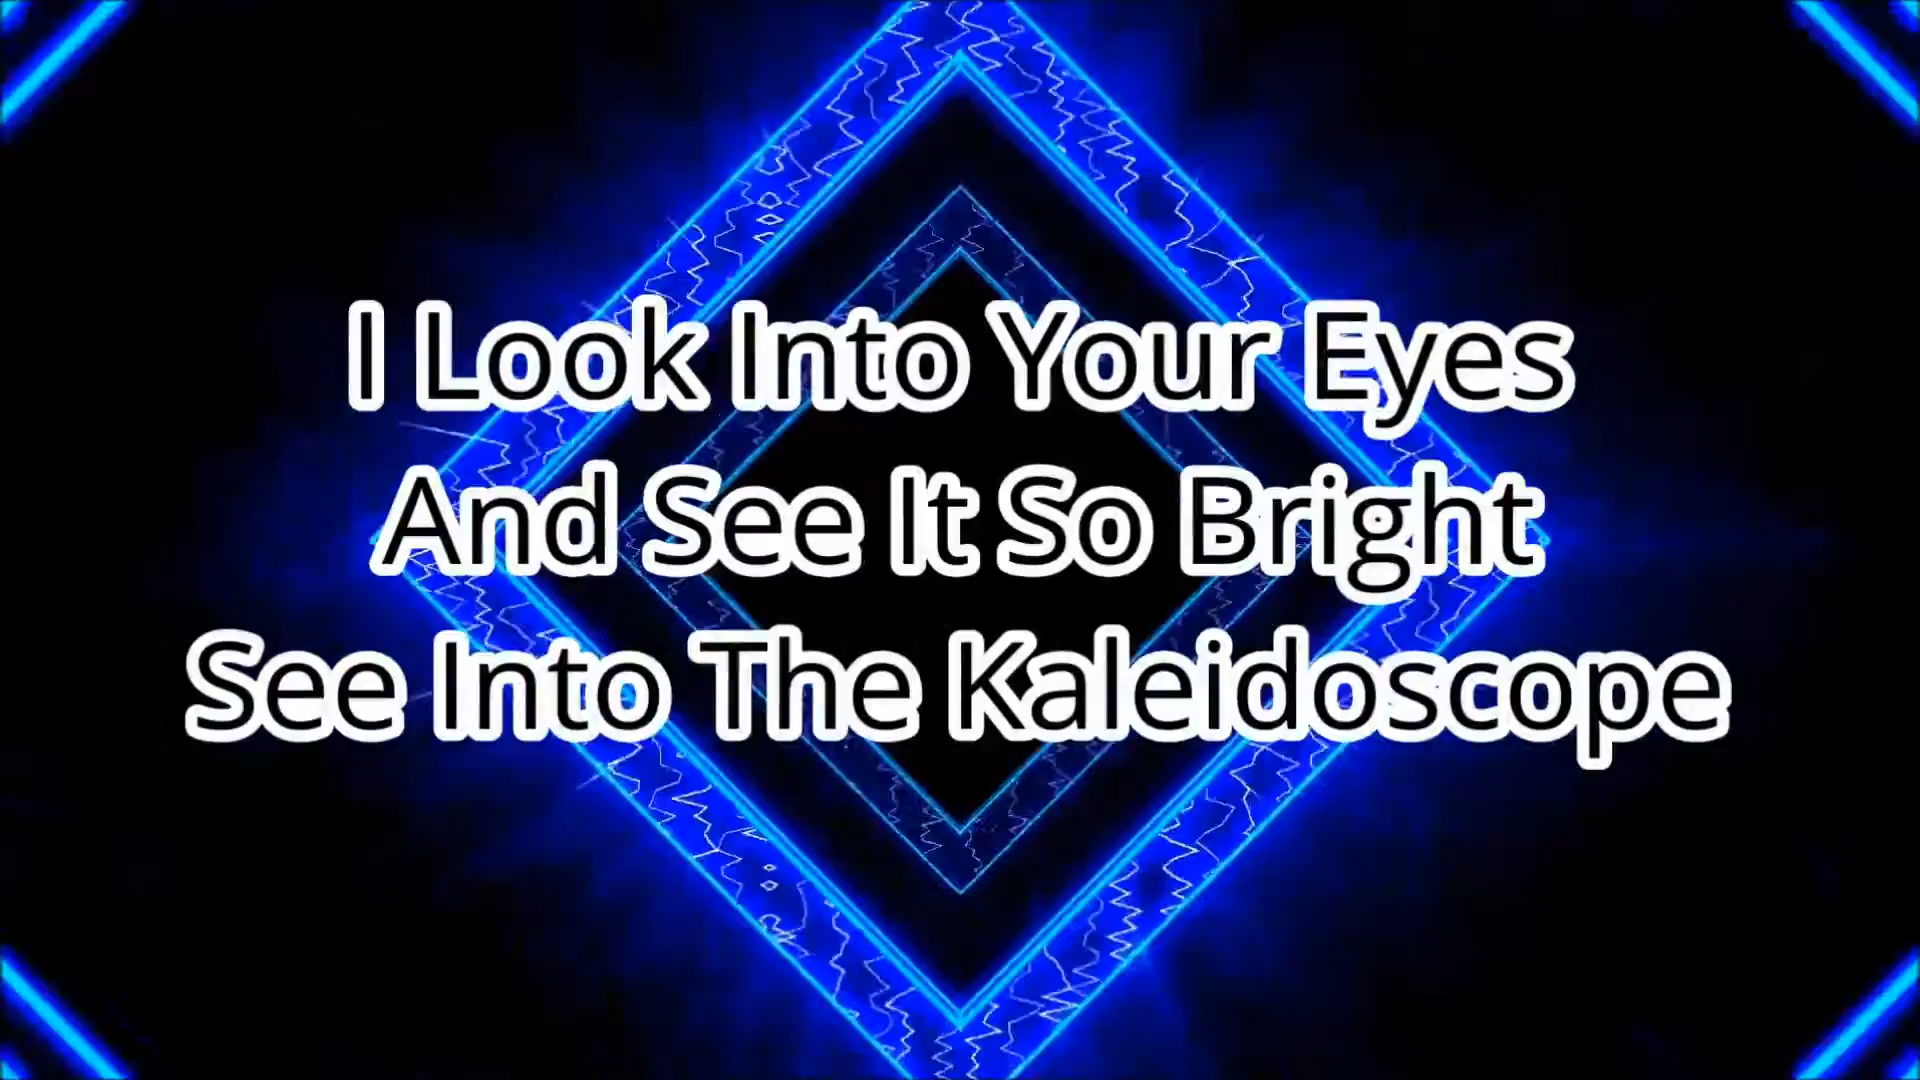 I Look Into Your Eyes
And See It So Bright
See Into The Kaleidoscope